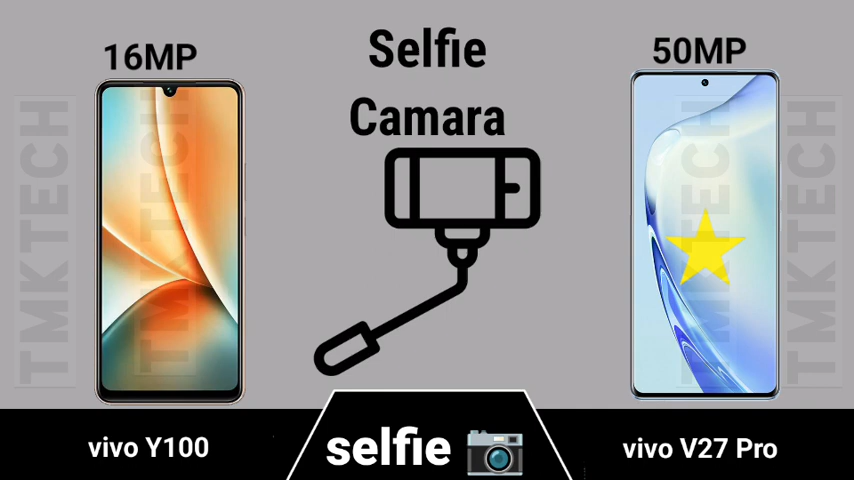 16MP
Selfie
Camara
50MP
TMKTECH
TMKTECH
TMKTECH
TMKTECH
vivo Y100
selfie
vivo V27 Pro